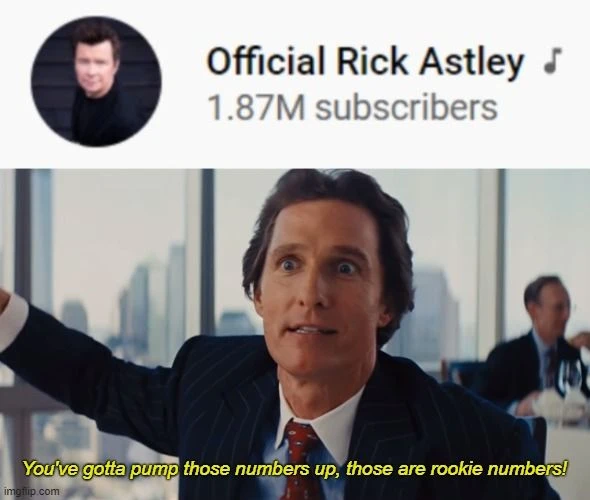 Official Rick Astley ♪
1.87M subscribers
You've gotta pump those numbers up, those are rookie numbers!
imgflip.com